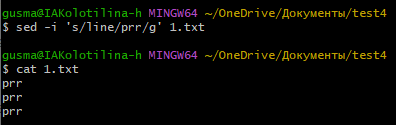 gusma@IAKolotilina-h MINGW64 ~/OneDrive/Документы/test4
$ sed -i 's/line/prr/g' 1.txt
gusma@IAKolotilina-h MINGW64 ~/OneDrive/Документы/test4
$ cat 1.txt
prr
prr
prr